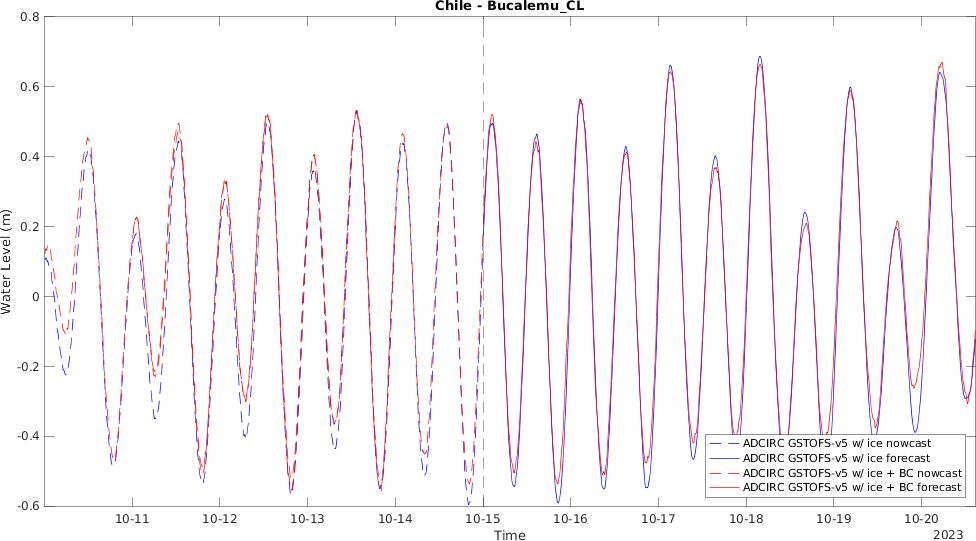 Chile - Bucalemu_CL
Water Level (m)
0.8
0.6
0.4
0.2
0
-0.2
-0.4
-0.6
ADCIRC GSTOFS-v5 w/ ice nowcast
ADCIRC GSTOFS-v5 w/ ice forecast
ADCIRC GSTOFS-v5 w/ ice + BC nowcast
ADCIRC GSTOFS-v5 w/ ice + BC forecast
10-11 10-12 10-13 10-14 10-15 10-16 10-17 10-18 10-19 10-20
Time
2023